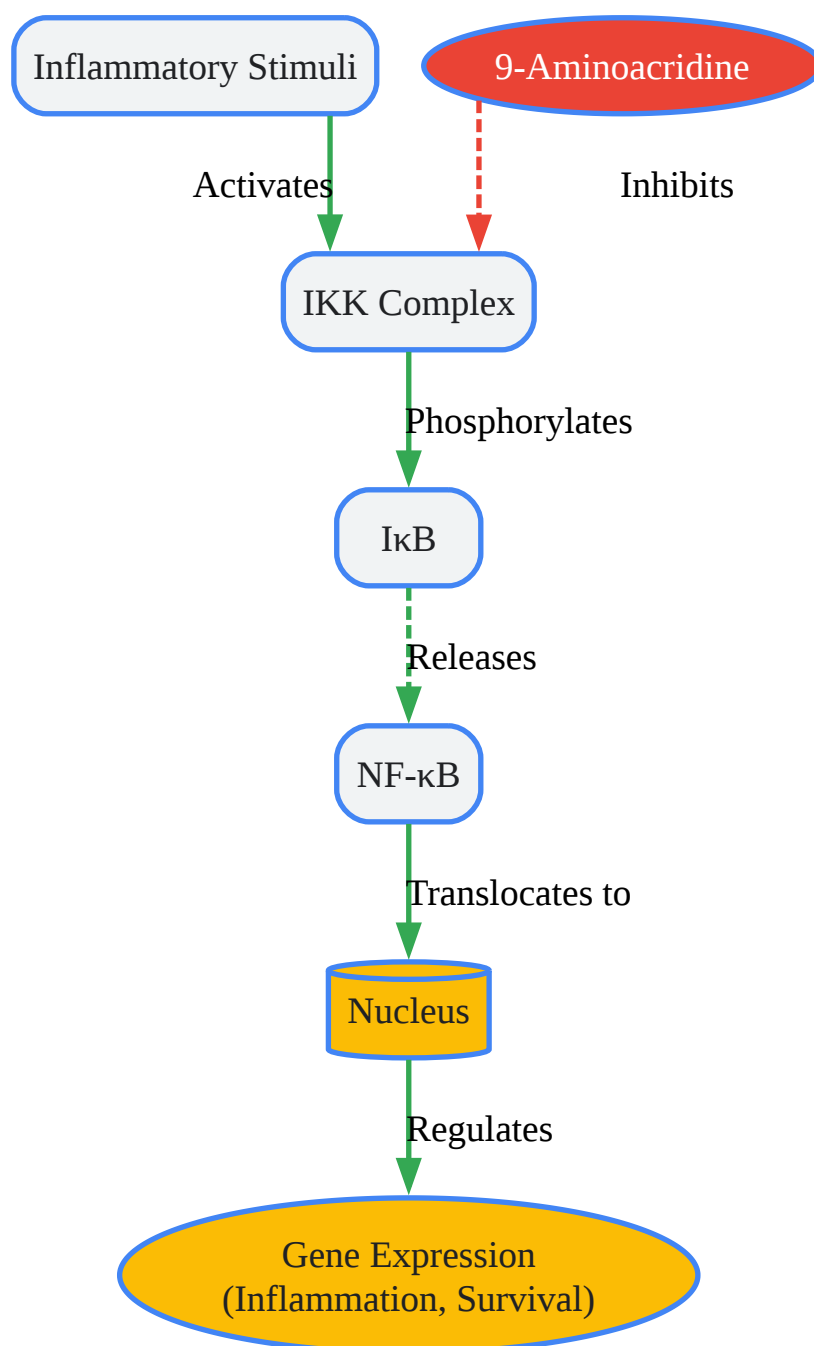 Inflammatory Stimuli
9-Aminoacridine
Activates
Inhibits
IKK Complex
Phosphorylates
IκB
Releases
NF-κB
Translocates to
Nucleus
Regulates
Gene Expression
(Inflammation, Survival)